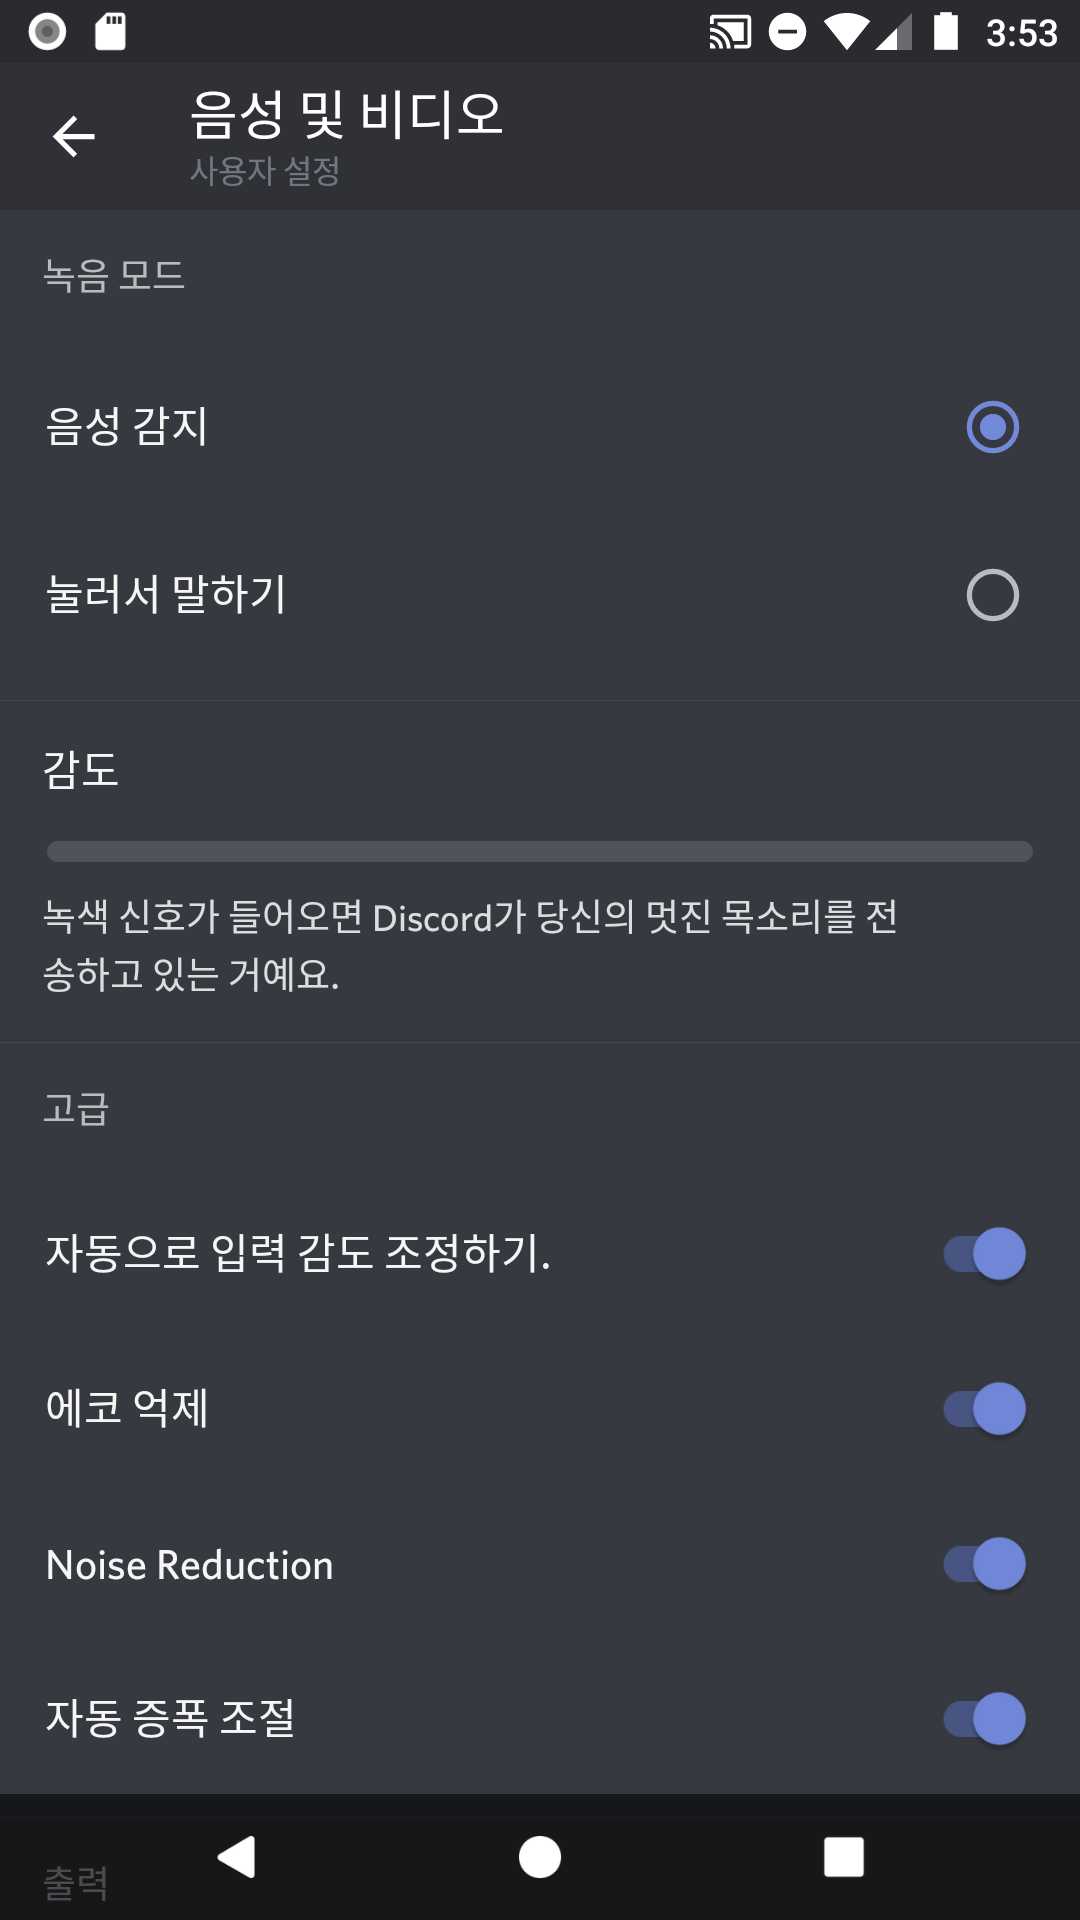 3:53
음성 및 비디오
사용자 설정
녹음 모드
음성 감지
눌러서 말하기
감도
녹색 신호가 들어오면 Discord가 당신의 멋진 목소리를 전
송하고 있는 거예요.
고급
자동으로 입력 감도 조정하기.
에코 억제
Noise Reduction
자동 증폭 조절
출력